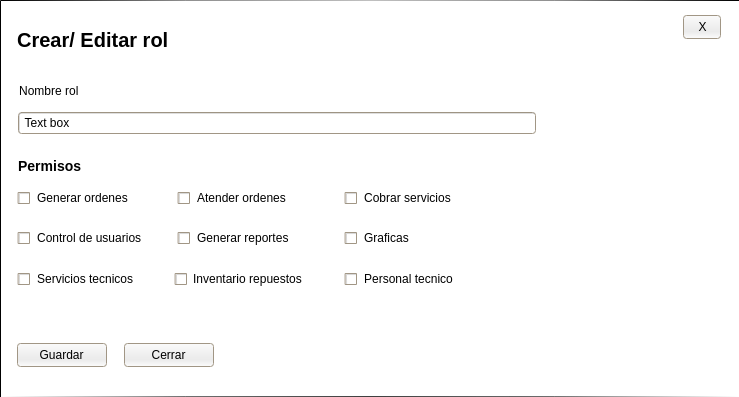 Crear/ Editar rol
X
Nombre rol
Text box
Permisos
Generar ordenes Atender ordenes Cobrar servicios
Control de usuarios Generar reportes Graficas
Servicios tecnicos Inventario repuestos Personal tecnico
Guardar Cerrar